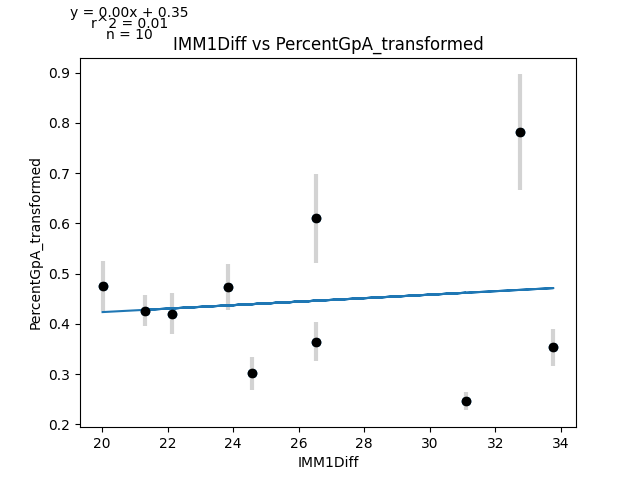 y = 0.00x + 0.35
r^2 = 0.01
n = 10
IMM1Diff vs PercentGpA_transformed
PercentGpA_transformed
0.9
0.8
0.7
0.6
0.5
0.4
0.3
0.2
20 22 24 26 28 30 32 34
IMM1Diff